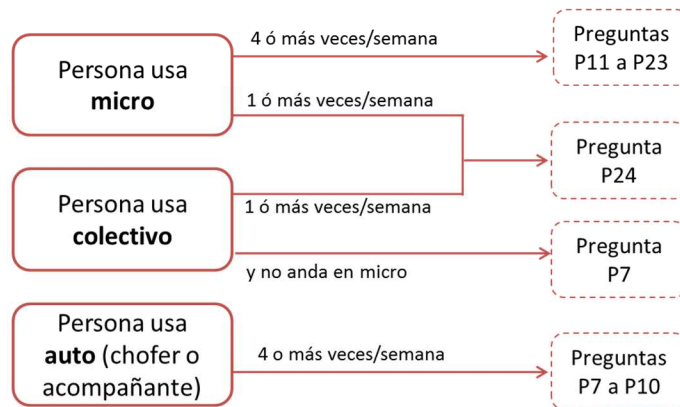 4 ó más veces/semana
Preguntas
P11 a P23
Persona usa
micro
1 ó más veces/semana
Pregunta
P24
Persona usa
colectivo
1 ó más veces/semana
y no anda en micro
Pregunta
P7
Persona usa
auto (chofer o
acompañante)
4 o más veces/semana
Preguntas
P7 a P10